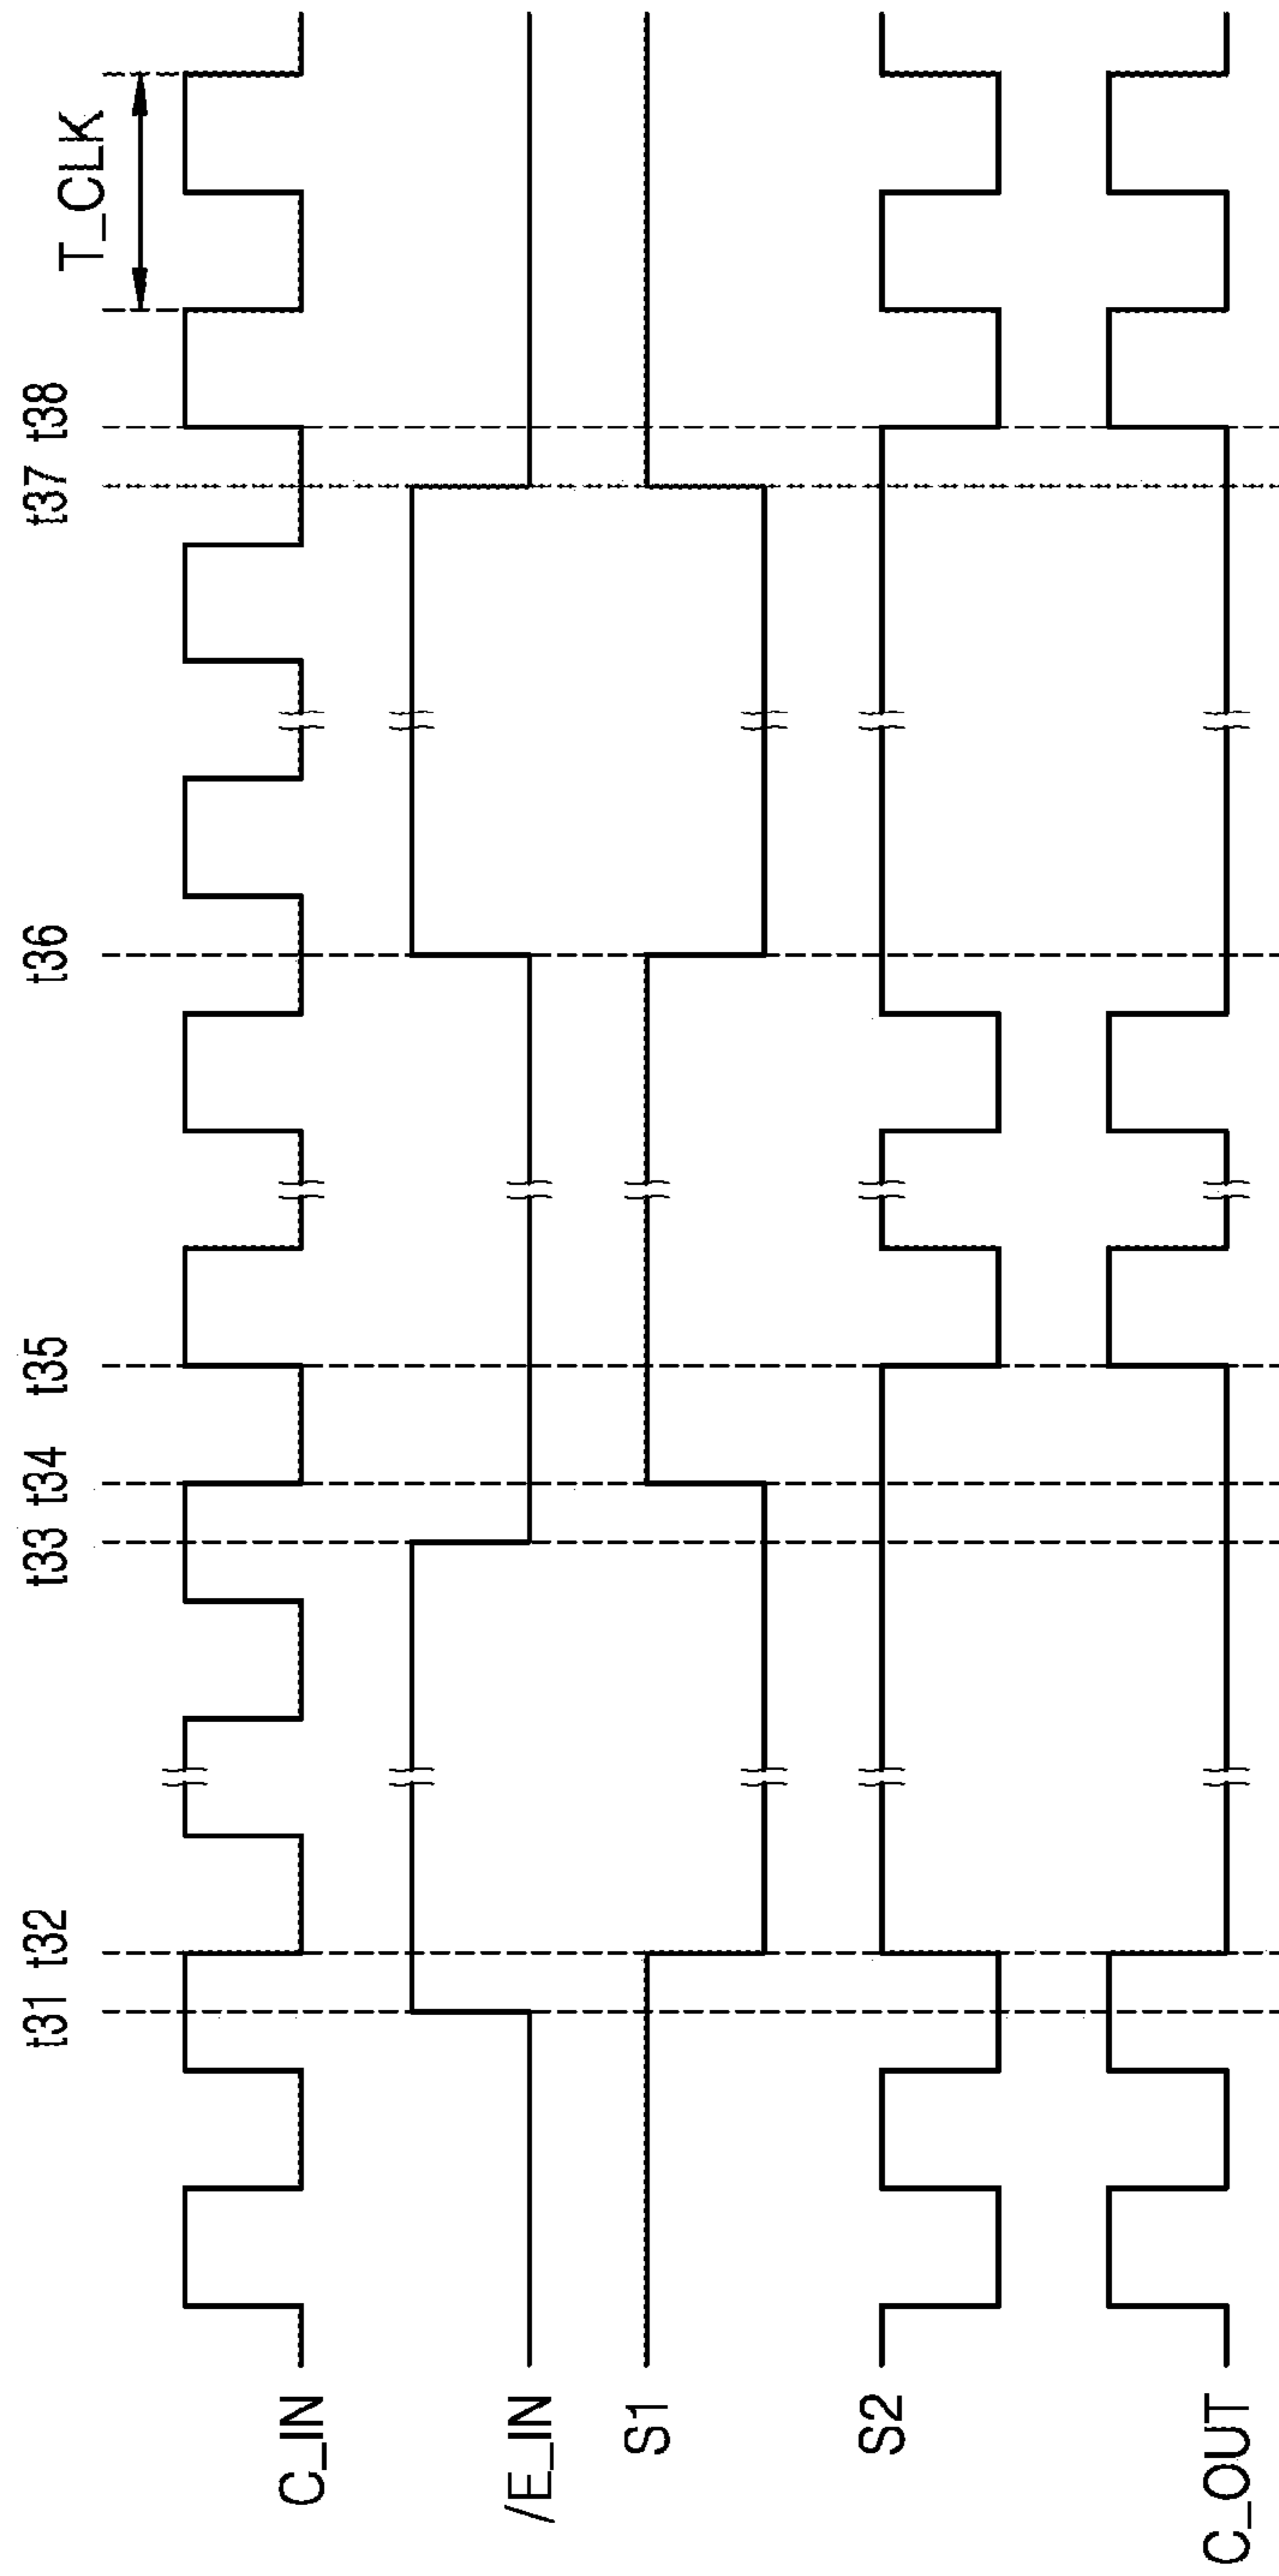 t31 t32 t33 t34 t35 t36 t37 t38
T_CLK
C_IN
/E_IN
S1
S2
C_OUT